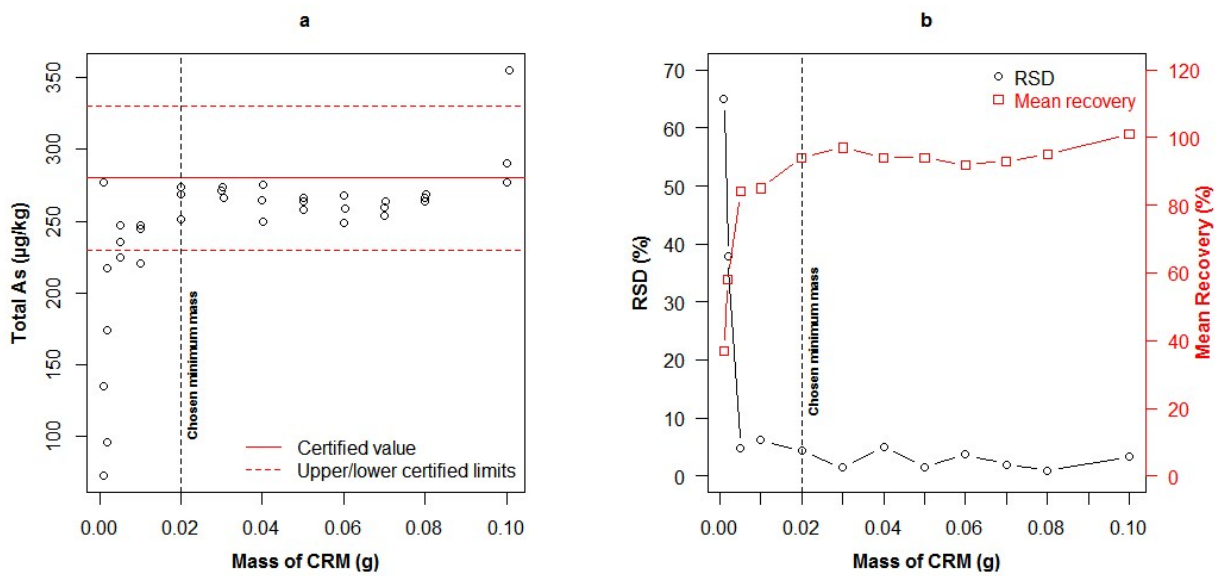 a
350
300
250
200
150
100
Total As (µg/kg)
Chosen minimum mass
Certified value
Upper/lower certified limits
0.00 0.02 0.04 0.06 0.08 0.10
Mass of CRM (g)
b
70
60
50
40
30
20
10
0
RSD (%)
RSD
Mean recovery
Chosen minimum mass
120
100
80
60
40
20
0
Mean Recovery (%)
0.00 0.02 0.04 0.06 0.08 0.10
Mass of CRM (g)